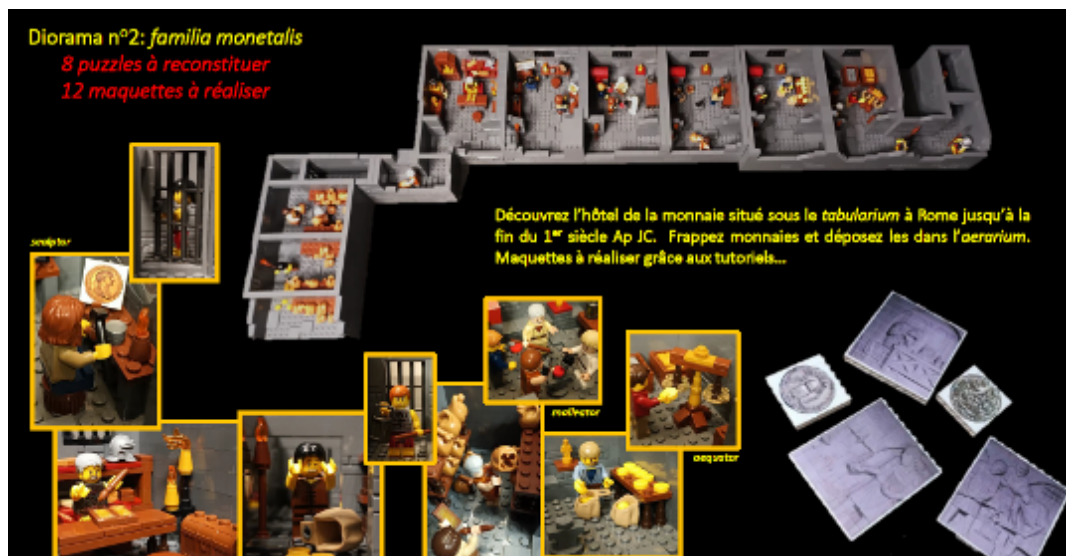 Diorama n°2: familia monetalis
8 puzzles à reconstituer
12 maquettes à réaliser
Découvrez l'hôtel de la monnaie situé sous le tabularium à Rome jusqu'à la
fin du 1er siècle Ap JC. Frappez monnaies et déposez les dans l'aerarium.
Maquettes à réaliser grâce aux tutoriels...
sculptor
malleator
aequator